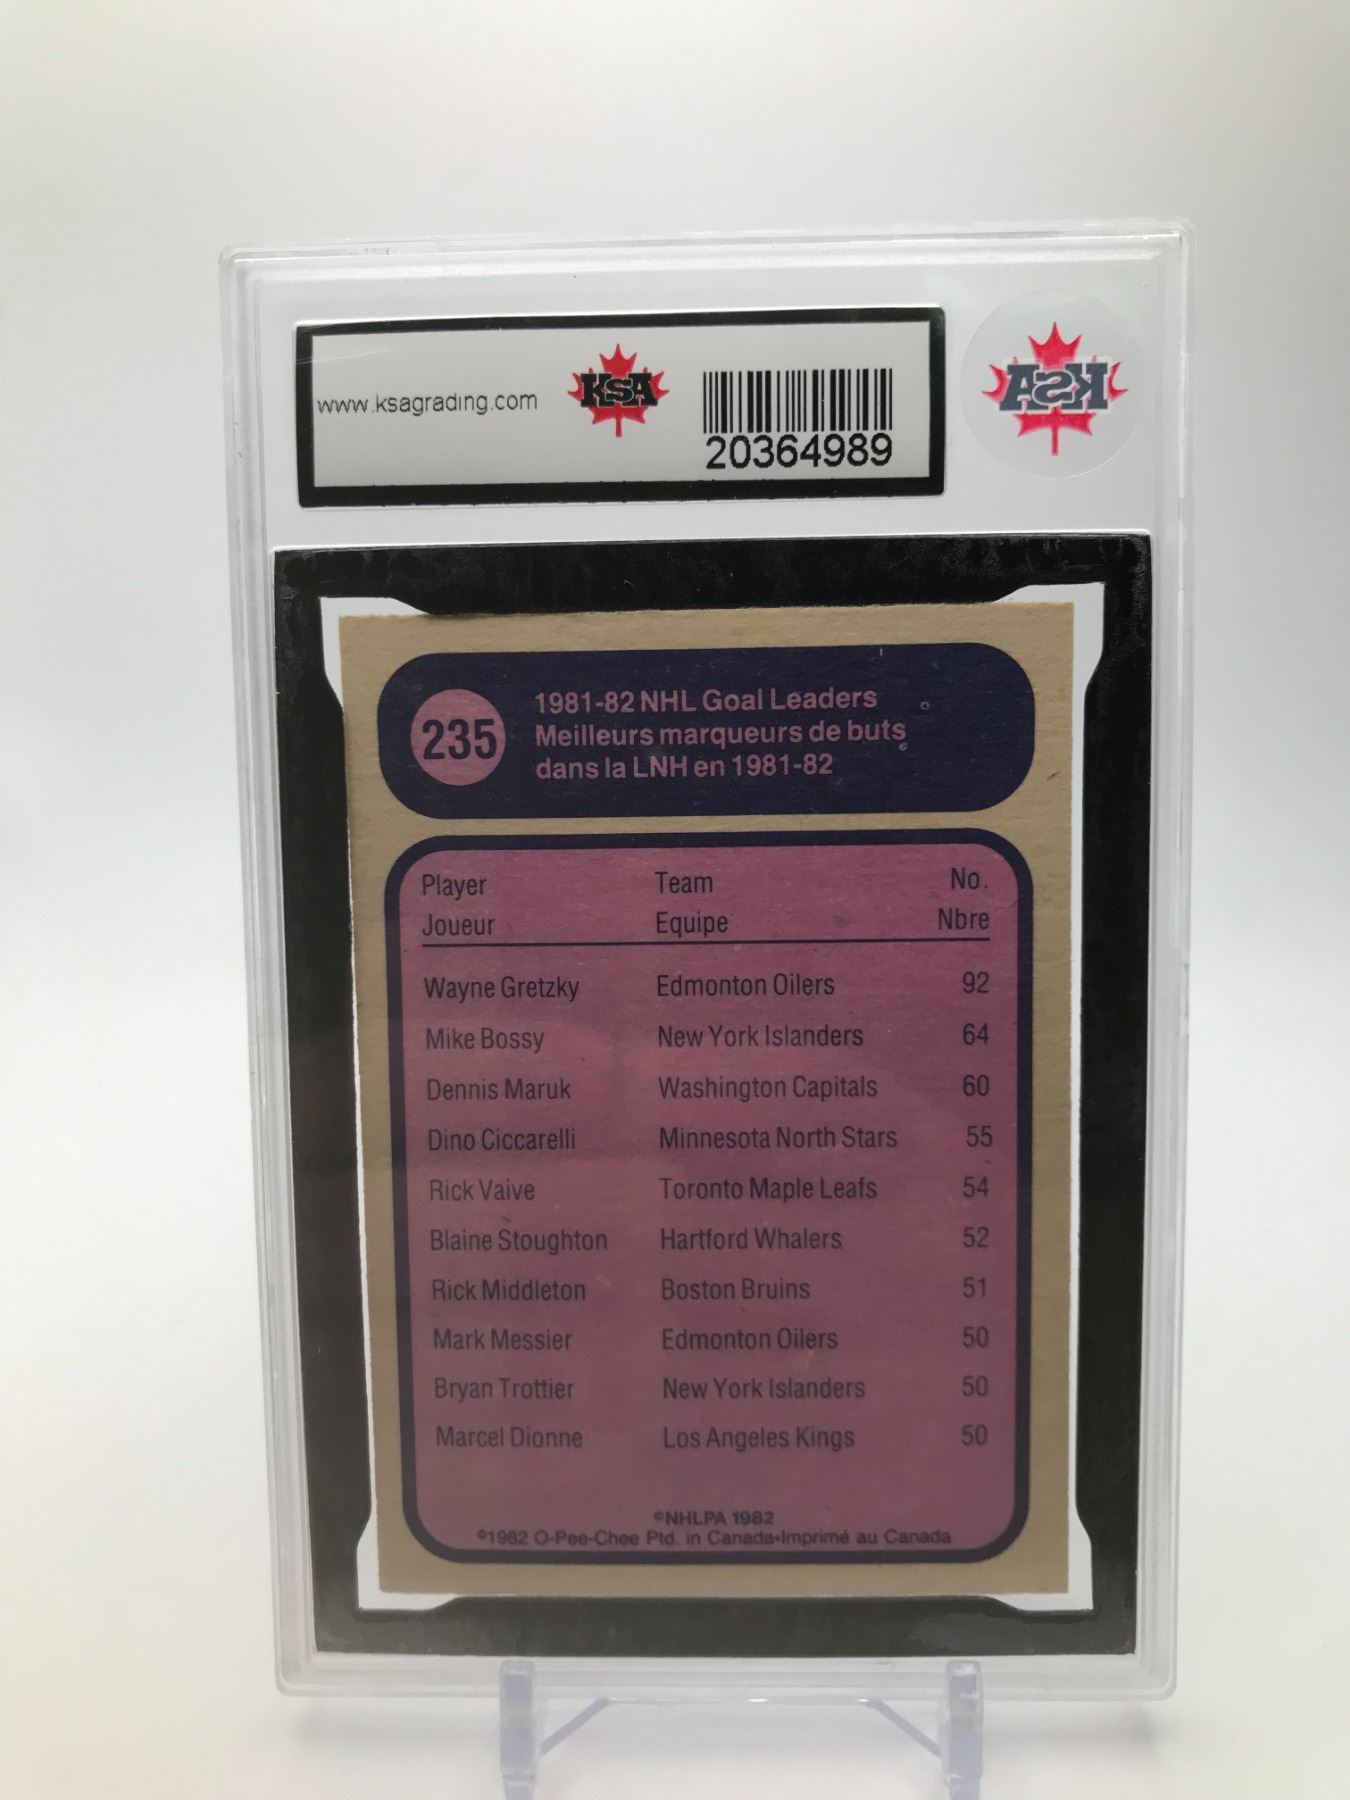 www.ksagrading.com
KSA
20364989
KSA
235
1981-82 NHL Goal Leaders
Meilleurs marqueurs de buts
dans la LNH en 1981-82
Player Team No.
Joueur Equipe Nbre
Wayne Gretzky Edmonton Oilers 92
Mike Bossy New York Islanders 64
Dennis Maruk Washington Capitals 60
Dino Ciccarelli Minnesota North Stars 55
Rick Vaive Toronto Maple Leafs 54
Blaine Stoughton Hartford Whalers 52
Rick Middleton Boston Bruins 51
Mark Messier Edmonton Oilers 50
Bryan Trottier New York Islanders 50
Marcel Dionne Los Angeles Kings 50
©NHLPA 1982
©1982 O-Pee-Chee Ptd. in Canada•Imprimé au Canada